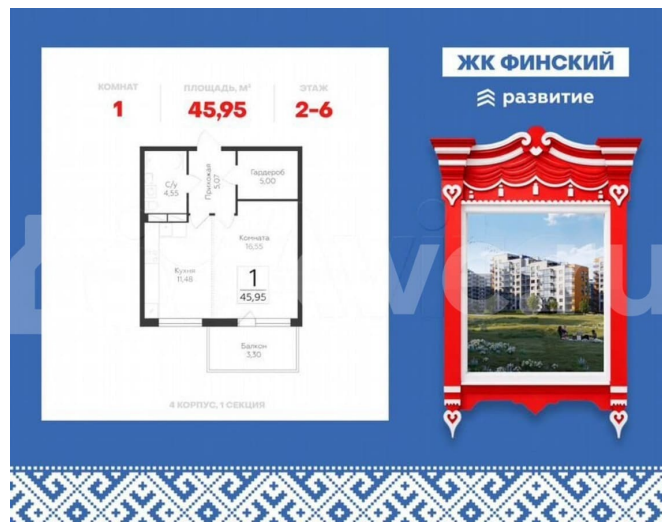 ЖК ФИНСКИЙ
развитие
КОМНАТ
1
ПЛОЩАДЬ, М²
45,95
ЭТАЖ
2-6
С/у
4,55
Прихожая
5,07
Гардероб
5,00
Кухня
11,48
Комната
16,55
1
45,95
Балкон
3,30
4 КОРПУС, 1 СЕКЦИЯ